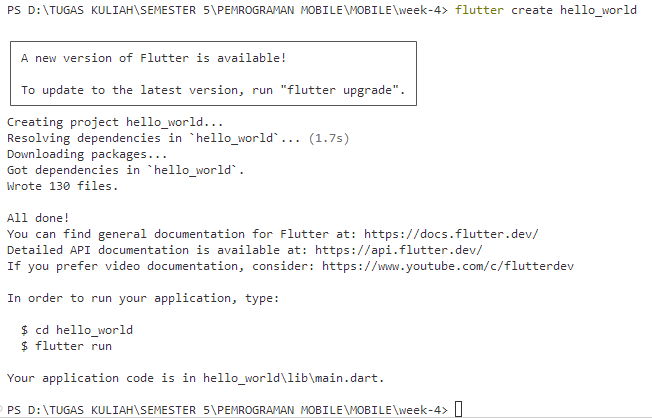 PS D:\TUGAS KULIAH\SEMESTER 5\PEMROGRAMAN MOBILE\MOBILE\week-4> flutter create hello_world
A new version of Flutter is available!
To update to the latest version, run "flutter upgrade".
Creating project hello_world...
Resolving dependencies in `hello_world`... (1.7s)
Downloading packages...
Got dependencies in `hello_world`.
Wrote 130 files.
All done!
You can find general documentation for Flutter at: https://docs.flutter.dev/
Detailed API documentation is available at: https://api.flutter.dev/
If you prefer video documentation, consider: https://www.youtube.com/c/flutterdev
In order to run your application, type:
$ cd hello_world
$ flutter run
Your application code is in hello_world\lib\main.dart.
PS D:\TUGAS KULIAH\SEMESTER 5\PEMROGRAMAN MOBILE\MOBILE\week-4>